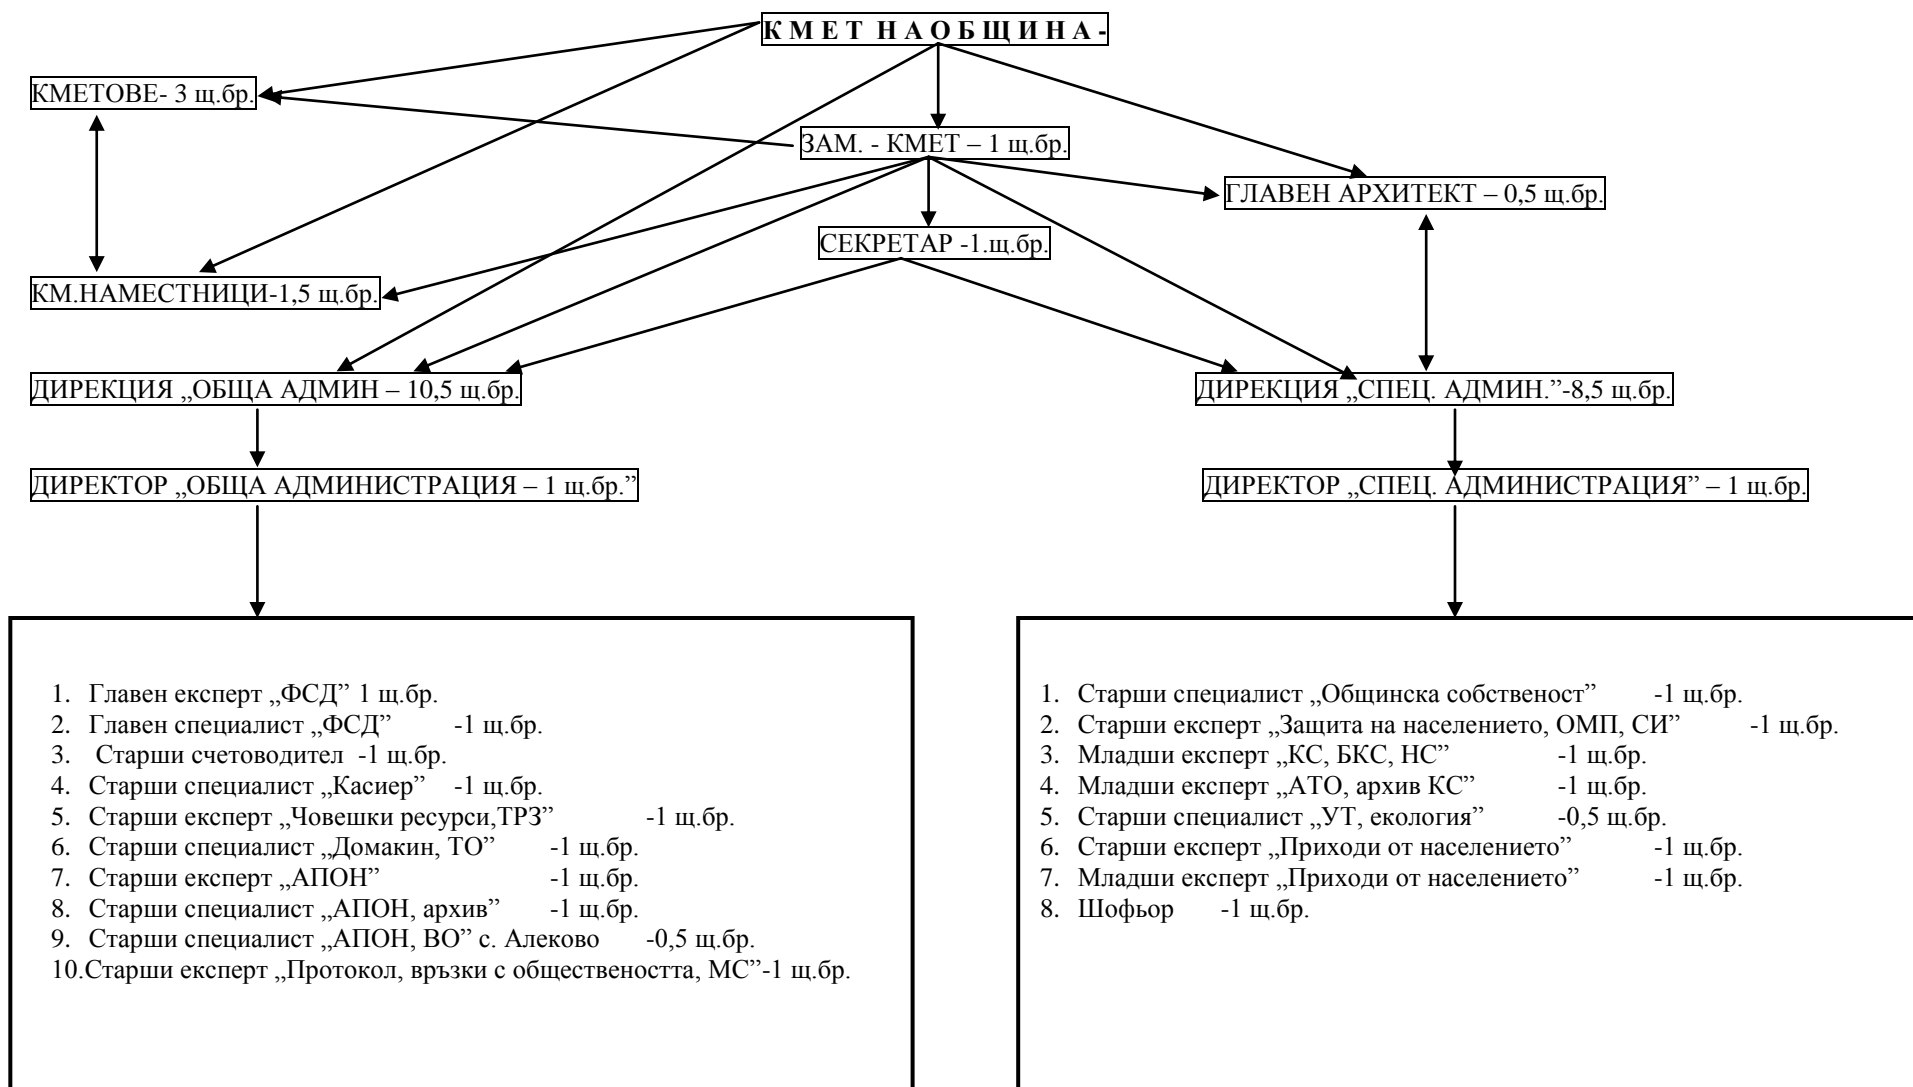 К М Е Т Н А О Б Щ И Н А -
КМЕТОВЕ- 3 щ.бр.
ЗАМ. - КМЕТ – 1 щ.бр.
ГЛАВЕН АРХИТЕКТ – 0,5 щ.бр.
СЕКРЕТАР -1.щ.бр.
КМ.НАМЕСТНИЦИ-1,5 щ.бр.
ДИРЕКЦИЯ „ОБЩА АДМИН – 10,5 щ.бр.
ДИРЕКЦИЯ „СПЕЦ. АДМИН.”-8,5 щ.бр.
ДИРЕКТОР „ОБЩА АДМИНИСТРАЦИЯ – 1 щ.бр.”
ДИРЕКТОР „СПЕЦ. АДМИНИСТРАЦИЯ” – 1 щ.бр.
1. Главен експерт „ФСД” 1 щ.бр.
2. Главен специалист „ФСД” -1 щ.бр.
3. Старши счетоводител -1 щ.бр.
4. Старши специалист „Касиер” -1 щ.бр.
5. Старши експерт „Човешки ресурси,ТРЗ” -1 щ.бр.
6. Старши специалист „Домакин, ТО” -1 щ.бр.
7. Старши експерт „АПОН” -1 щ.бр.
8. Старши специалист „АПОН, архив” -1 щ.бр.
9. Старши специалист „АПОН, ВО” с. Алеково -0,5 щ.бр.
10.Старши експерт „Протокол, връзки с обществеността, МС”-1 щ.бр.
1. Старши специалист „Общинска собственост” -1 щ.бр.
2. Старши експерт „Защита на населението, ОМП, СИ” -1 щ.бр.
3. Младши експерт „КС, БКС, НС” -1 щ.бр.
4. Младши експерт „АТО, архив КС” -1 щ.бр.
5. Старши специалист „УТ, екология” -0,5 щ.бр.
6. Старши експерт „Приходи от населението” -1 щ.бр.
7. Младши експерт „Приходи от населението” -1 щ.бр.
8. Шофьор -1 щ.бр.